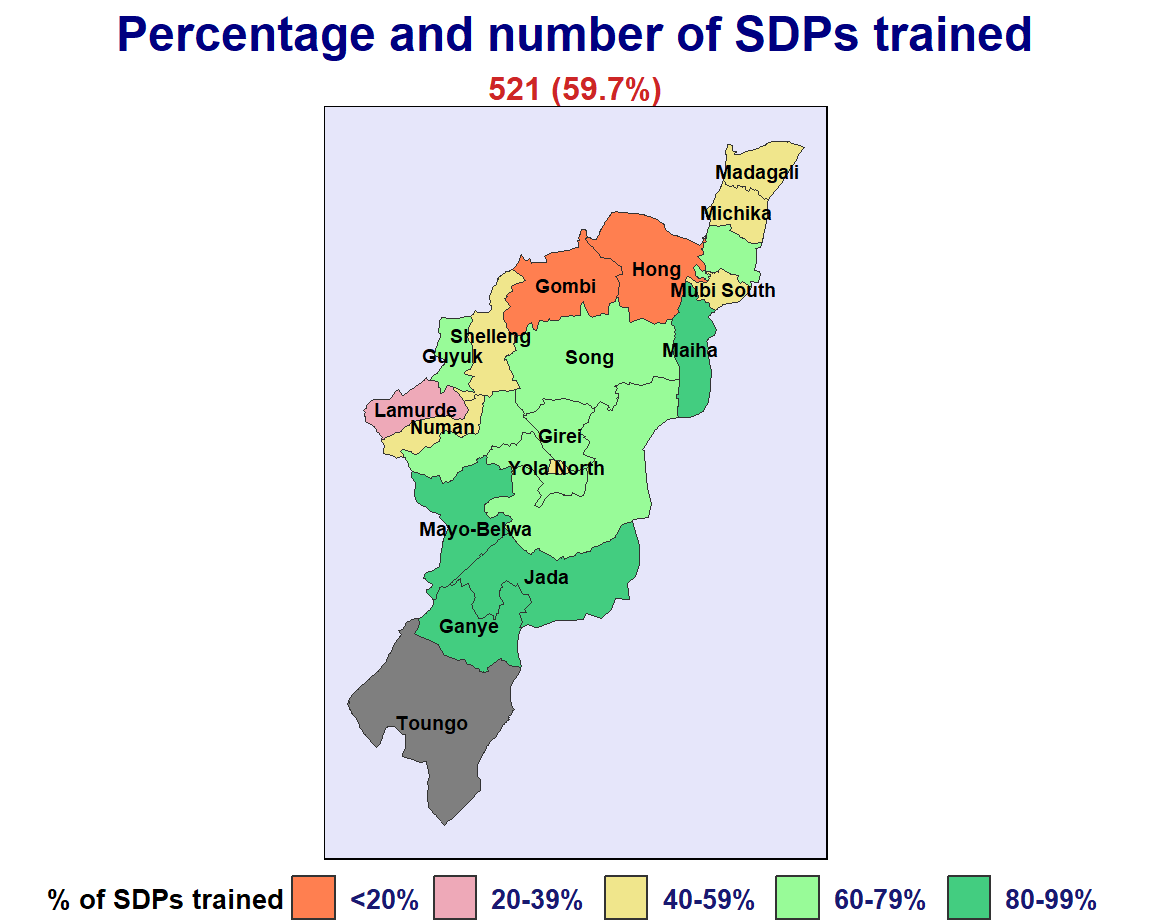 Percentage and number of SDPs trained
521 (59.7%)
Madagali
Michika
Hong
Gombi
Mubi South
Shelleng
Guyuk
Song
Maiha
Lamurde
Numan
Girei
Yola North
Mayo-Belwa
Jada
Ganye
Toungo
% of SDPs trained <20% 20-39% 40-59% 60-79% 80-99%